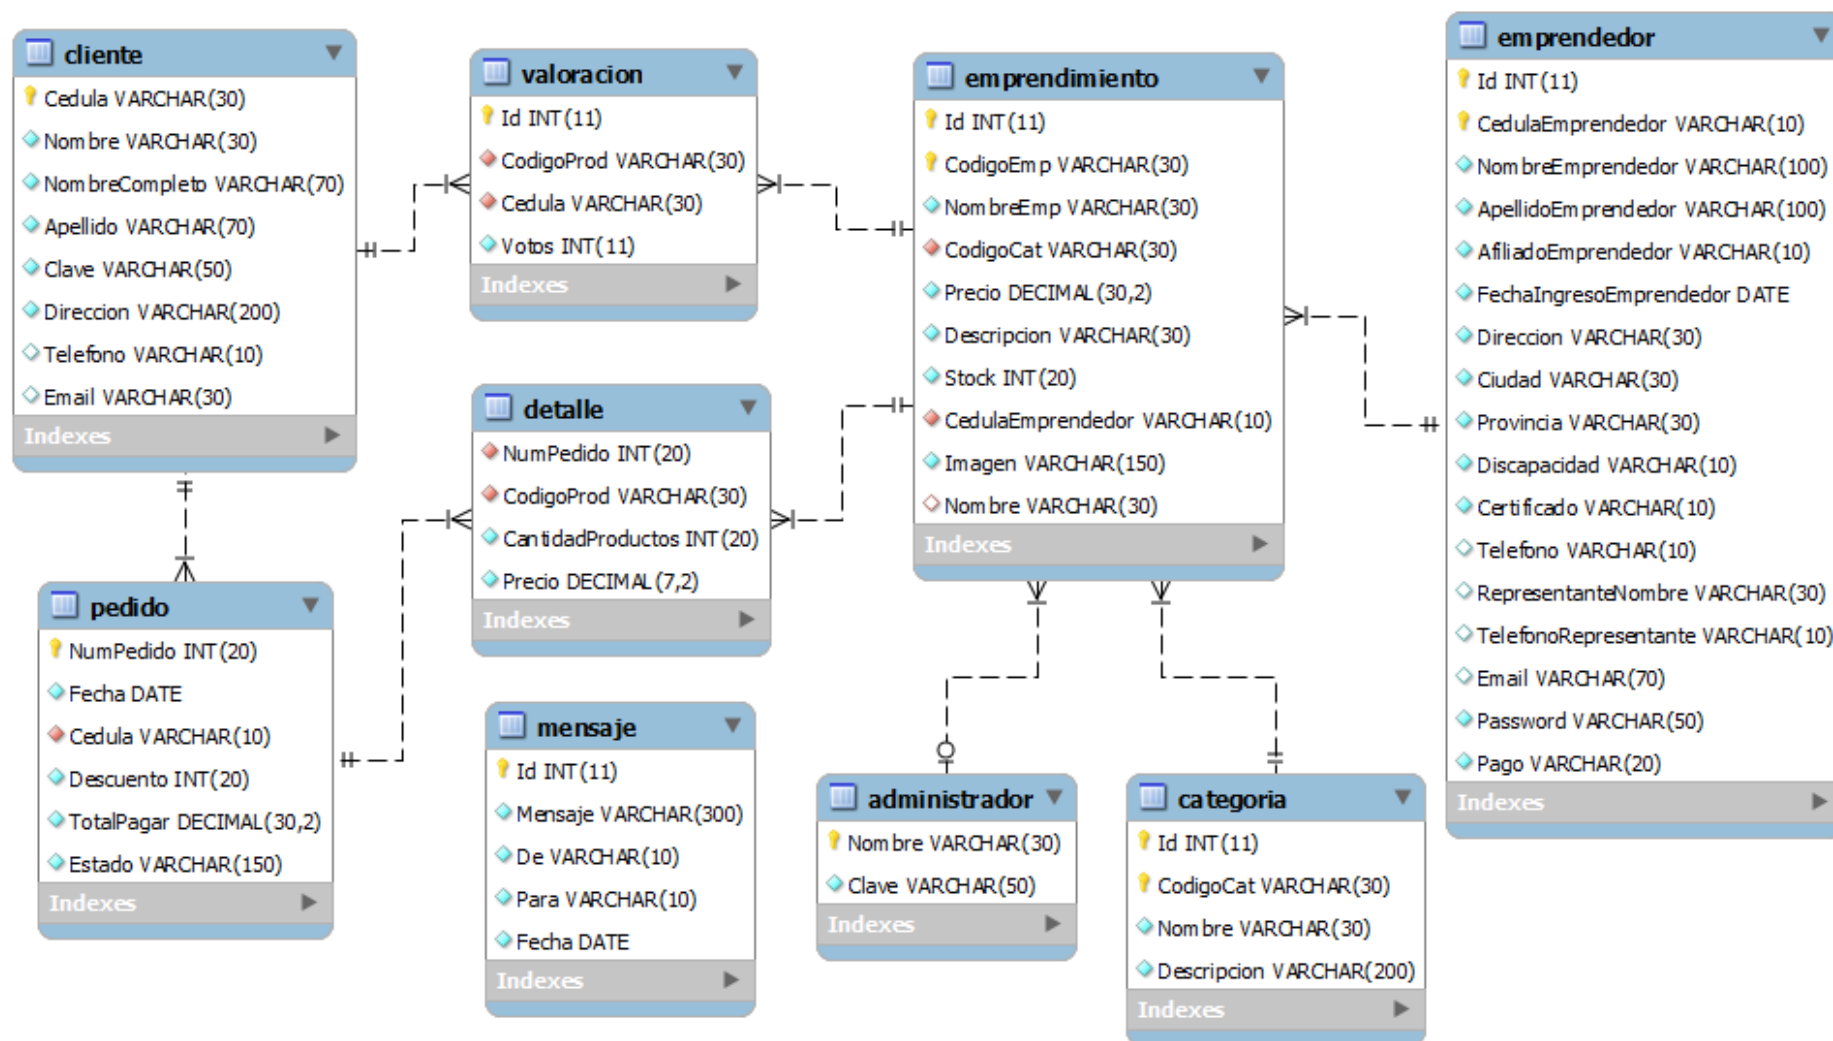 cliente
Cedula VARCHAR(30)
Nombre VARCHAR(30)
NombreCompleto VARCHAR(70)
Apellido VARCHAR(70)
Clave VARCHAR(50)
Direccion VARCHAR(200)
Telefono VARCHAR(10)
Email VARCHAR(30)
Indexes
pedido
NumPedido INT(20)
Fecha DATE
Cedula VARCHAR(10)
Descuento INT(20)
TotalPagar DECIMAL(30,2)
Estado VARCHAR(150)
Indexes
valoracion
Id INT(11)
CodigoProd VARCHAR(30)
Cedula VARCHAR(30)
Votos INT(11)
Indexes
detalle
NumPedido INT(20)
CodigoProd VARCHAR(30)
CantidadProductos INT(20)
Precio DECIMAL(7,2)
Indexes
mensaje
Id INT(11)
Mensaje VARCHAR(300)
De VARCHAR(10)
Para VARCHAR(10)
Fecha DATE
Indexes
emprendimiento
Id INT(11)
CodigoEmp VARCHAR(30)
NombreEmp VARCHAR(30)
CodigoCat VARCHAR(30)
Precio DECIMAL(30,2)
Descripcion VARCHAR(30)
Stock INT(20)
CedulaEmprendedor VARCHAR(10)
Imagen VARCHAR(150)
Nombre VARCHAR(30)
Indexes
administrador
Nombre VARCHAR(30)
Clave VARCHAR(50)
Indexes
categoria
Id INT(11)
CodigoCat VARCHAR(30)
Nombre VARCHAR(30)
Descripcion VARCHAR(200)
Indexes
emprendedor
Id INT(11)
CedulaEmprendedor VARCHAR(10)
NombreEmprendedor VARCHAR(100)
ApellidoEmprendedor VARCHAR(100)
AfiliadoEmprendedor VARCHAR(10)
FechaIngresoEmprendedor DATE
Direccion VARCHAR(30)
Ciudad VARCHAR(30)
Provincia VARCHAR(30)
Discapacidad VARCHAR(10)
Certificado VARCHAR(10)
Telefono VARCHAR(10)
RepresentanteNombre VARCHAR(30)
TelefonoRepresentante VARCHAR(10)
Email VARCHAR(70)
Password VARCHAR(50)
Pago VARCHAR(20)
Indexes